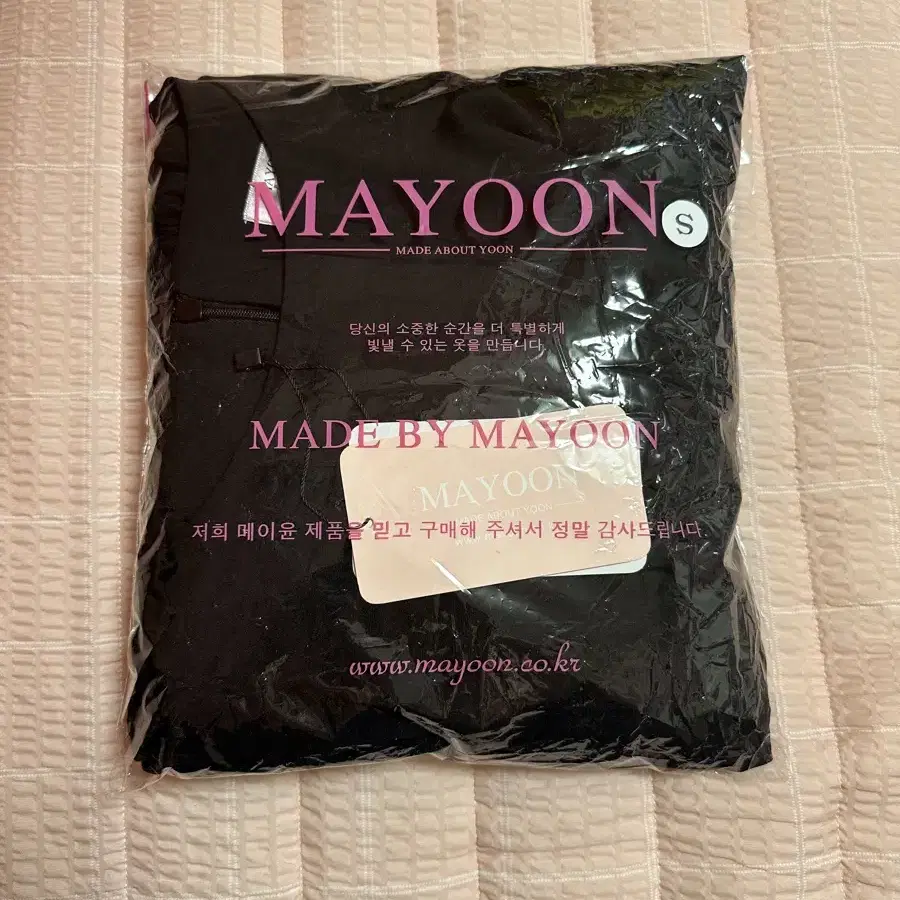 MAYOON
S
MADE ABOUT YOON
당신의 소중한 순간을 더 특별하게
빛낼 수 있는 옷을 만듭니다
MADE BY MAYOON
MAYOON
MADE ABOUT YOON
저희 메이윤 제품을 믿고 구매해 주셔서 정말 감사드립니다.
www.mayoon.co.kr